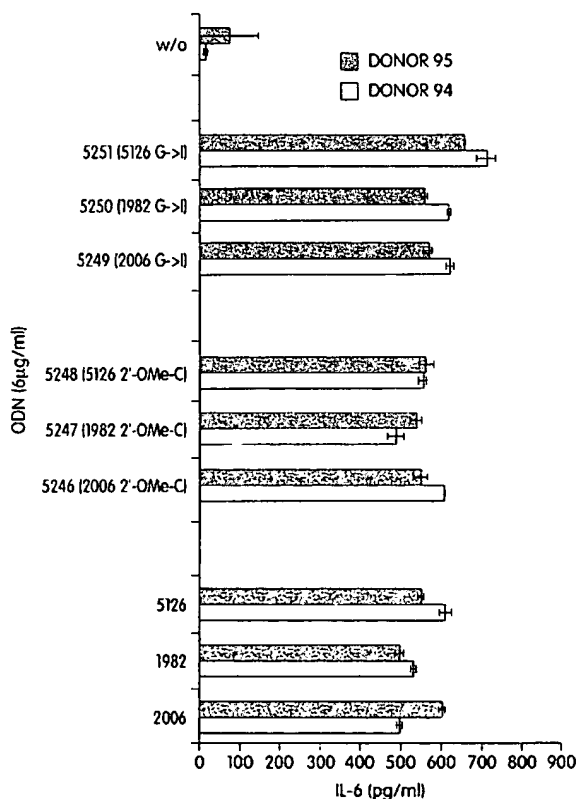 w/o
DONOR 95
DONOR 94
5251 (5126 G->I)
5250 (1982 G->I)
5249 (2006 G->I)
5248 (5126 2'-OMe-C)
5247 (1982 2'-OMe-C)
5246 (2006 2'-OMe-C)
5126
1982
2006
ODN (6μg/ml)
0 100 200 300 400 500 600 700 800 900
IL-6 (pg/ml)